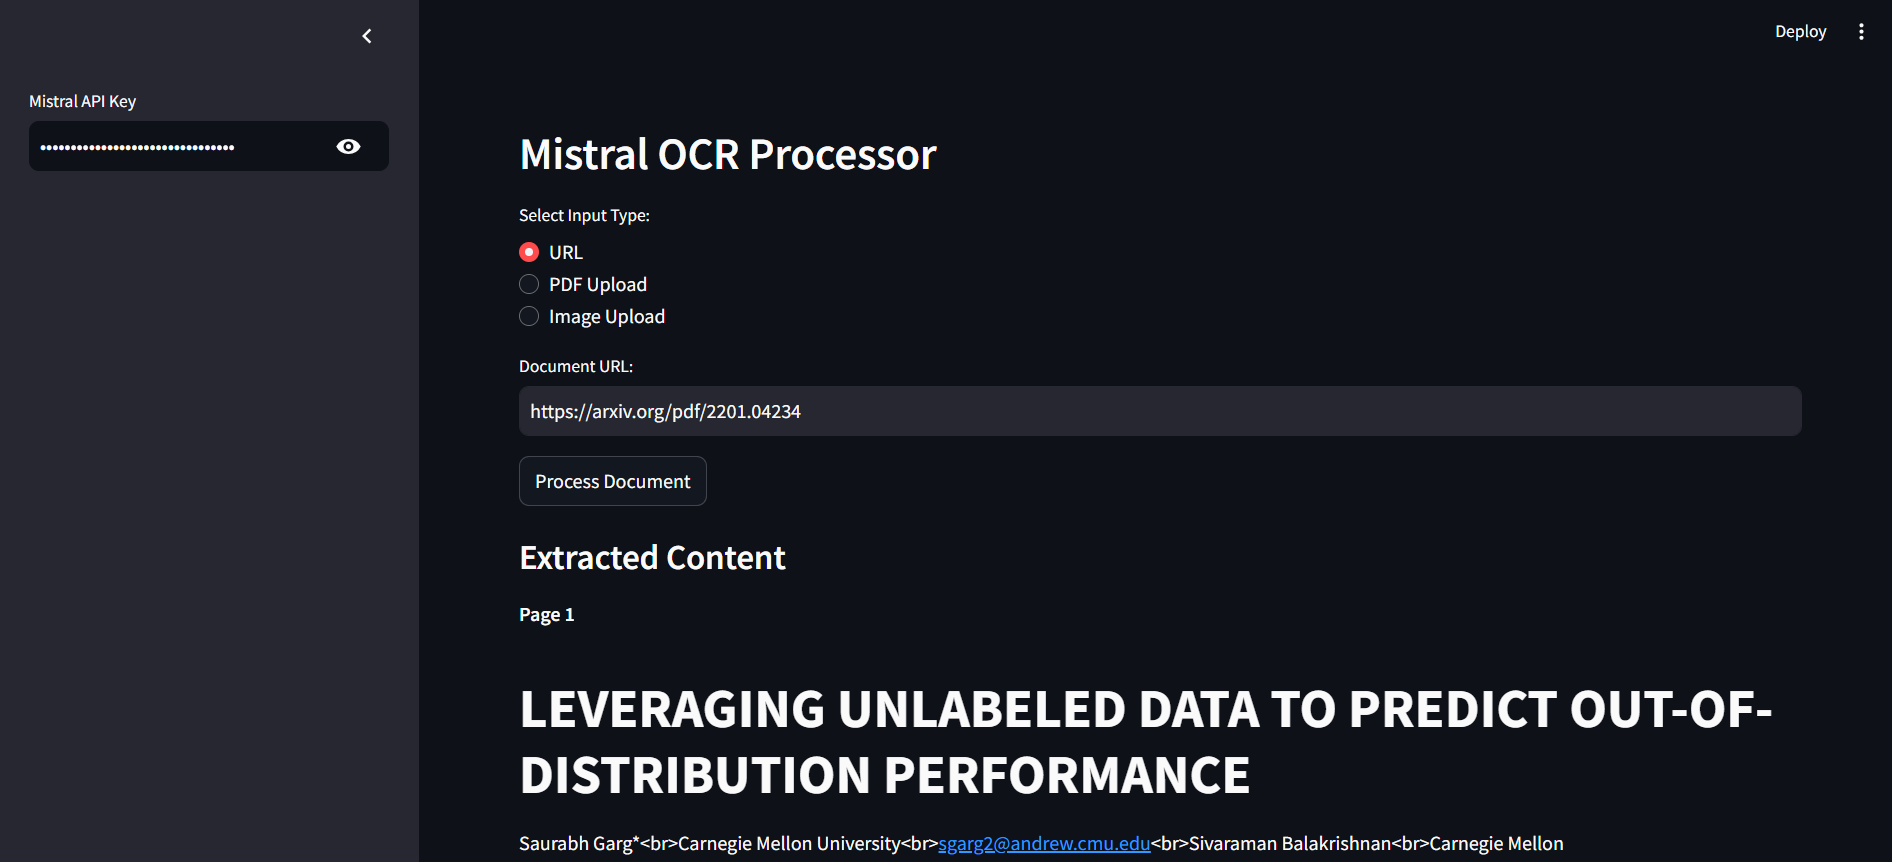 Deploy
Mistral API Key
••••••••••••••••••••••••••••••••
Mistral OCR Processor
Select Input Type:
URL
PDF Upload
Image Upload
Document URL:
https://arxiv.org/pdf/2201.04234
Process Document
Extracted Content
Page 1
LEVERAGING UNLABELED DATA TO PREDICT OUT-OF-
DISTRIBUTION PERFORMANCE
Saurabh Garg*<br>Carnegie Mellon University<br>sgarg2@andrew.cmu.edu<br>Sivaraman Balakrishnan<br>Carnegie Mellon